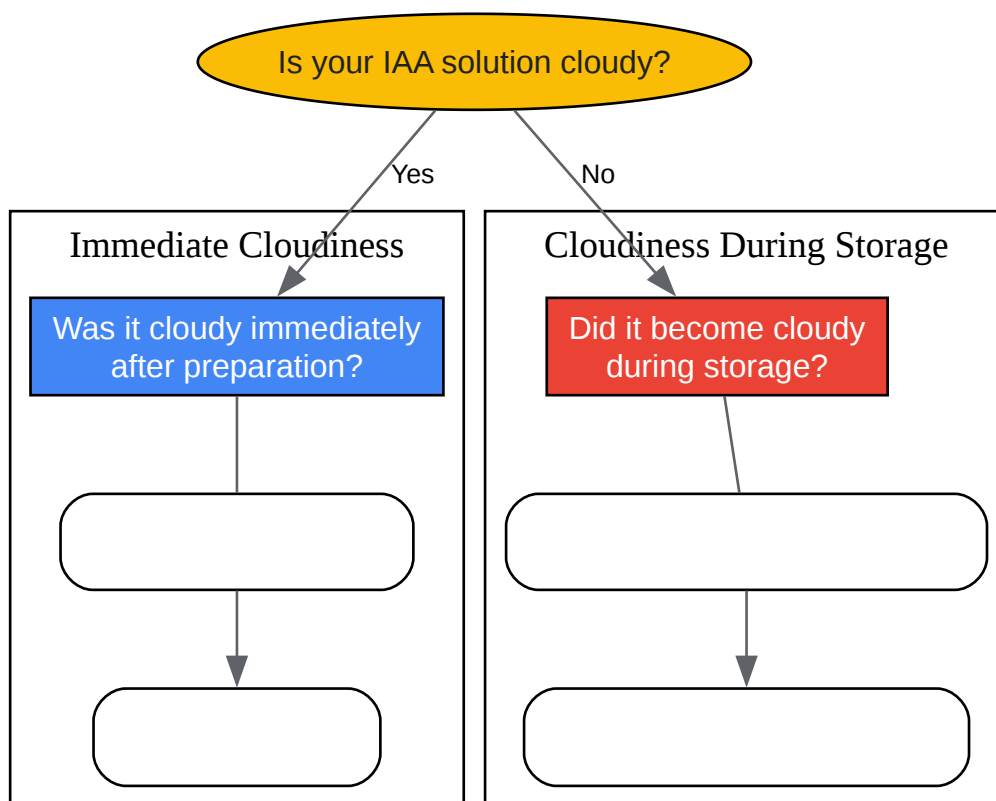 Is your IAA solution cloudy?
Yes
No
Immediate Cloudiness
Cloudiness During Storage
Was it cloudy immediately
after preparation?
Did it become cloudy
during storage?